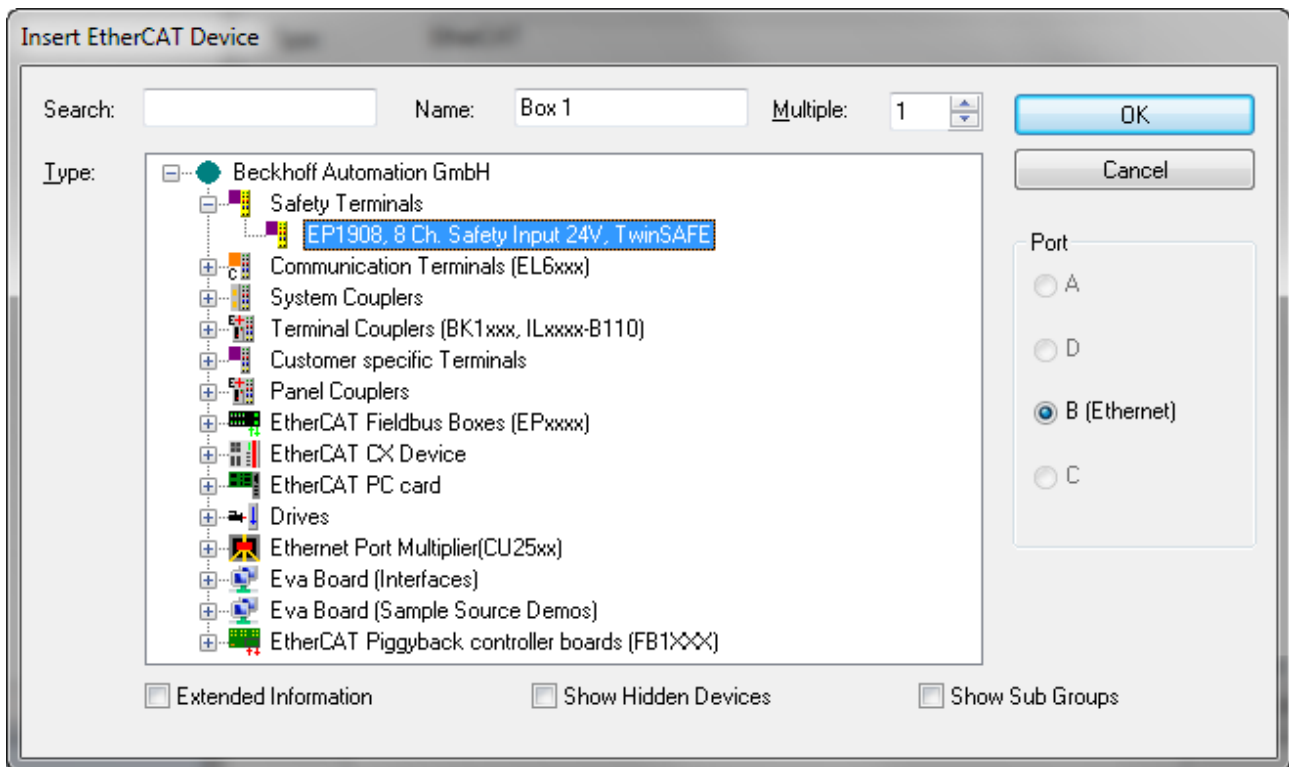 Insert EtherCAT Device
Search:
Name: Box 1
Multiple: 1
OK
Type:
Cancel
Beckhoff Automation GmbH
Safety Terminals
EP1908, 8 Ch. Safety Input 24V, TwinSAFE
Communication Terminals (EL6xxx)
System Couplers
Terminal Couplers (BK1xxx, ILxxxx-B110)
Customer specific Terminals
Panel Couplers
EtherCAT Fieldbus Boxes (EPxxxx)
EtherCAT CX Device
EtherCAT PC card
Drives
Ethernet Port Multiplier(CU25xx)
Eva Board (Interfaces)
Eva Board (Sample Source Demos)
EtherCAT Piggyback controller boards (FB1XXX)
Port
A
D
B (Ethernet)
C
Extended Information
Show Hidden Devices
Show Sub Groups